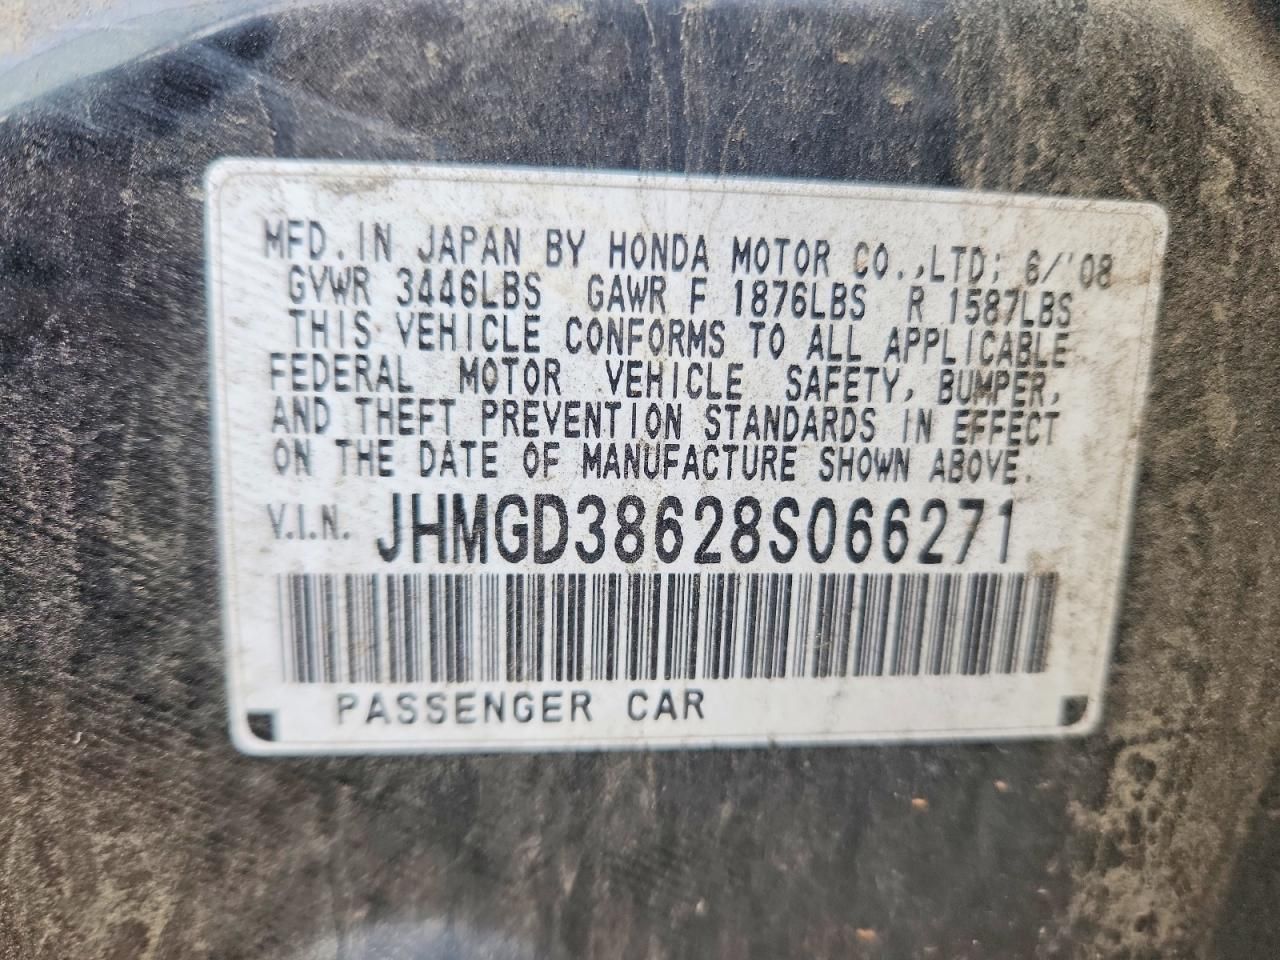 MFD. IN JAPAN BY HONDA MOTOR CO.,LTD; 6/'08
GVWR 3446LBS GAWR F 1876LBS R 1587LBS
THIS VEHICLE CONFORMS TO ALL APPLICABLE
FEDERAL MOTOR VEHICLE SAFETY, BUMPER,
AND THEFT PREVENTION STANDARDS IN EFFECT
ON THE DATE OF MANUFACTURE SHOWN ABOVE.
V.I.N. JHMGD38628S066271
PASSENGER CAR